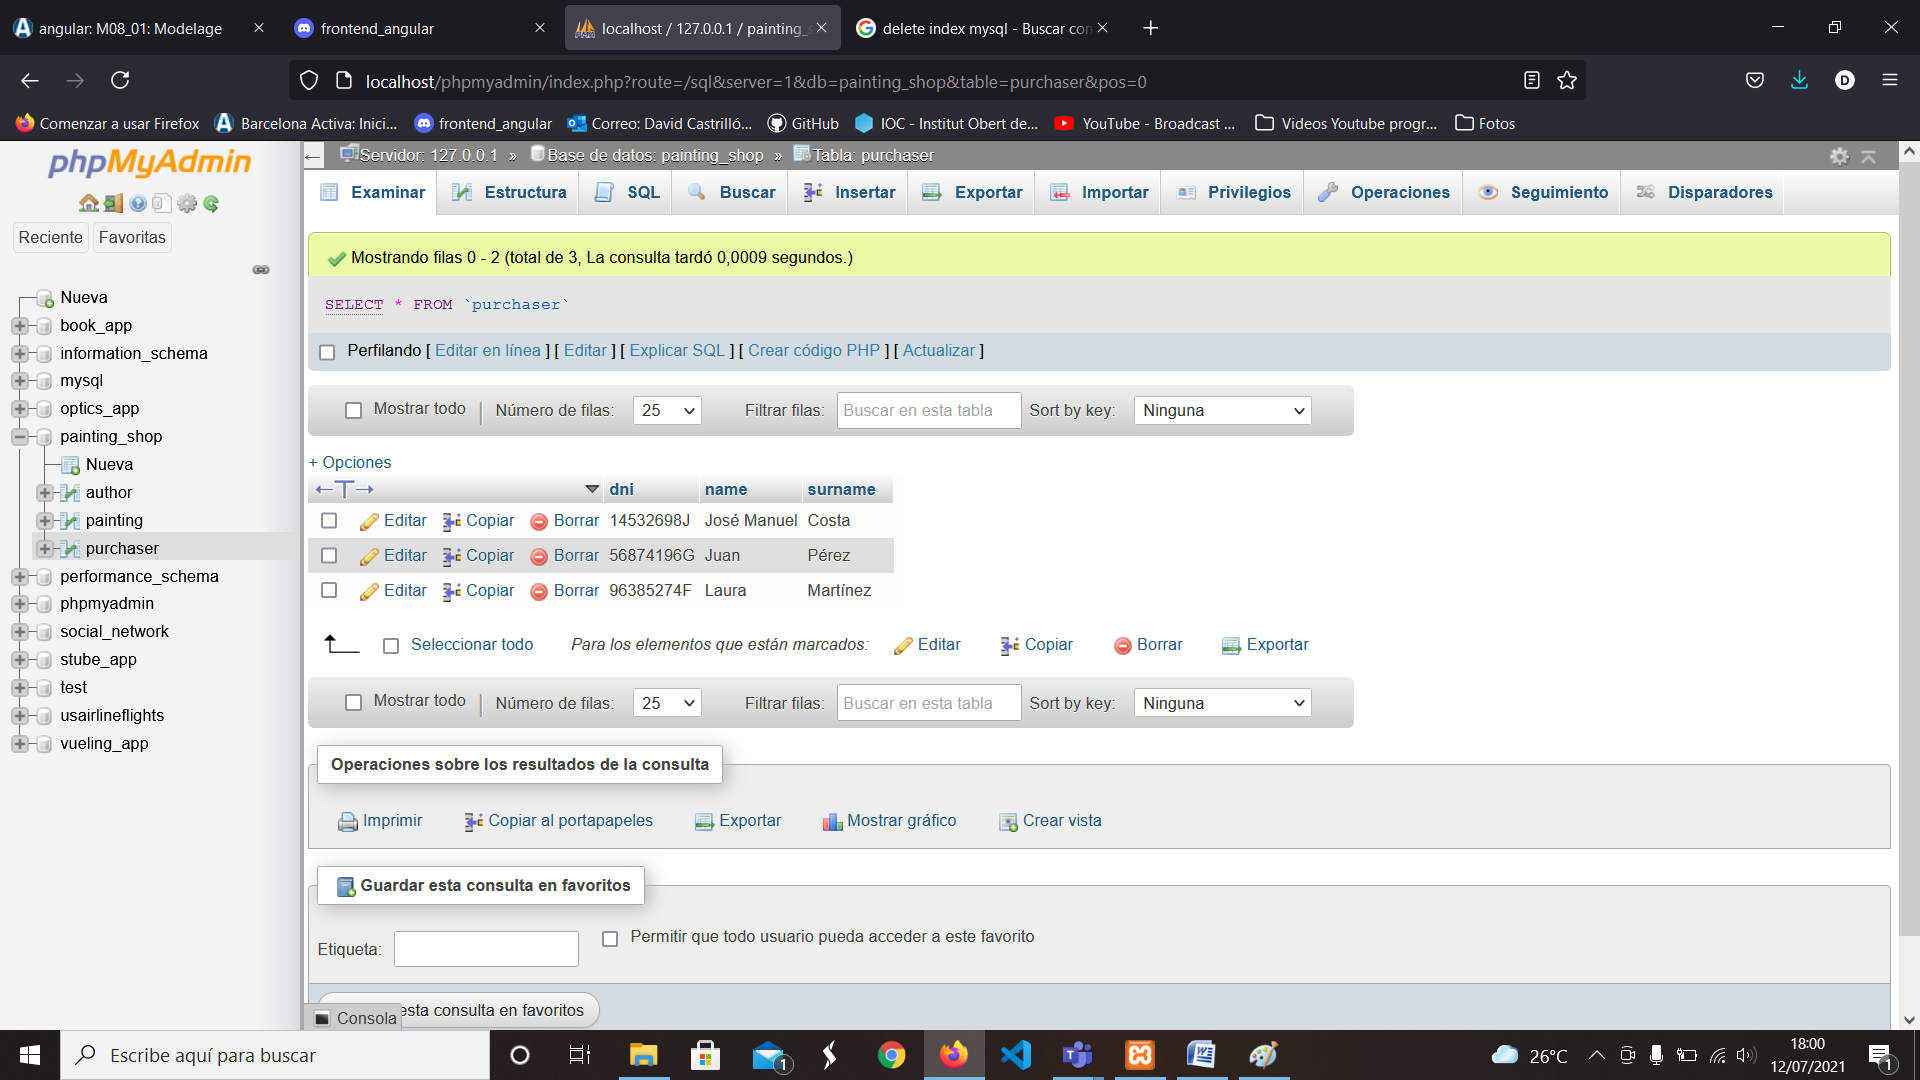 angular: M08_01: Modelage
frontend_angular
localhost / 127.0.0.1 / painting_s
delete index mysql - Buscar con
localhost/phpmyadmin/index.php?route=/sql&server=1&db=painting_shop&table=purchaser&pos=0
D
Comenzar a usar Firefox
Barcelona Activa: Inici...
frontend_angular
Correo: David Castrilló...
GitHub
IOC - Institut Obert de...
YouTube - Broadcast ...
Videos Youtube progr...
Fotos
phpMyAdmin
Reciente
Favoritas
Nueva
book_app
information_schema
mysql
optics_app
painting_shop
Nueva
author
painting
purchaser
performance_schema
phpmyadmin
social_network
stube_app
test
usairlineflights
vueling_app
Servidor: 127.0.0.1 » Base de datos: painting_shop » Tabla: purchaser
Examinar
Estructura
SQL
Buscar
Insertar
Exportar
Importar
Privilegios
Operaciones
Seguimiento
Disparadores
Mostrando filas 0 - 2 (total de 3, La consulta tardó 0,0009 segundos.)
SELECT * FROM `purchaser`
Perfilando [ Editar en línea ] [ Editar ] [ Explicar SQL ] [ Crear código PHP ] [ Actualizar ]
Mostrar todo | Número de filas: 25 Filtrar filas: Buscar en esta tabla Sort by key: Ninguna
+ Opciones
dni name surname
Editar Copiar Borrar 14532698J José Manuel Costa
Editar Copiar Borrar 56874196G Juan Pérez
Editar Copiar Borrar 96385274F Laura Martínez
Seleccionar todo Para los elementos que están marcados: Editar Copiar Borrar Exportar
Mostrar todo | Número de filas: 25 Filtrar filas: Buscar en esta tabla Sort by key: Ninguna
Operaciones sobre los resultados de la consulta
Imprimir Copiar al portapapeles Exportar Mostrar gráfico Crear vista
Guardar esta consulta en favoritos
Etiqueta: Permitir que todo usuario pueda acceder a este favorito
esta consulta en favoritos
Consola
Escribe aquí para buscar
1
26°C
18:00
12/07/2021
1